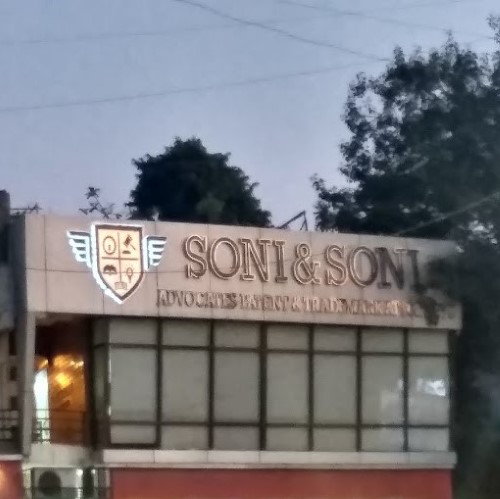 SONI & SONI
ADVOCATES PATENT & TRADEMARK